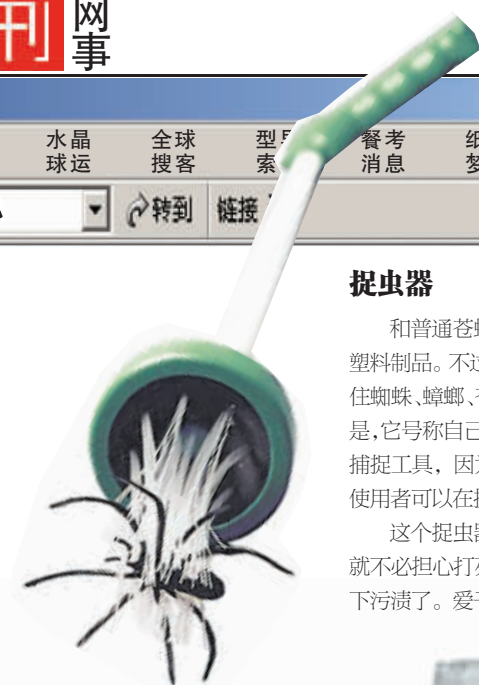 刊
网
事
水晶 全球 餐考 
球运 搜客 索 消息
转到 链接
捉虫器
和普通苍
塑料制品。不过
住蜘蛛、蟑螂、
是，它号称自己
捕捉工具，因
使用者可以在
这个捉虫
就不必担心打
下污渍了。爱